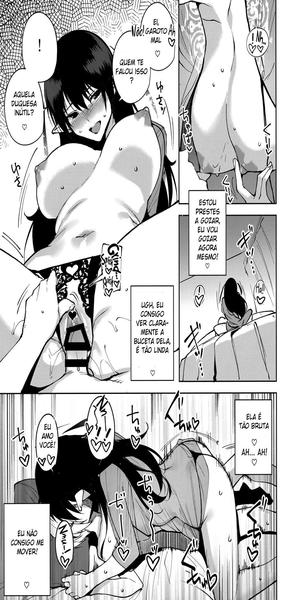 ESTOU
PRESTES
A GOZAR,
EU VOU
GOZAR
AGORA
MESMO!
EI,
GAROTO
MAL
QUEM TE
FALOU ISSO?
!
AQUELA
DUQUESA
INÚTIL?
UGH, EU
CONSIGO
VER CLARA-
MENTE A
BUCETA DELA,
É TÃO LINDA
ELA É
TÃO BRUTA
AH... AH!
EU
AMO
VOCÊ!
EU NÃO
CONSIGO ME
MOVER!